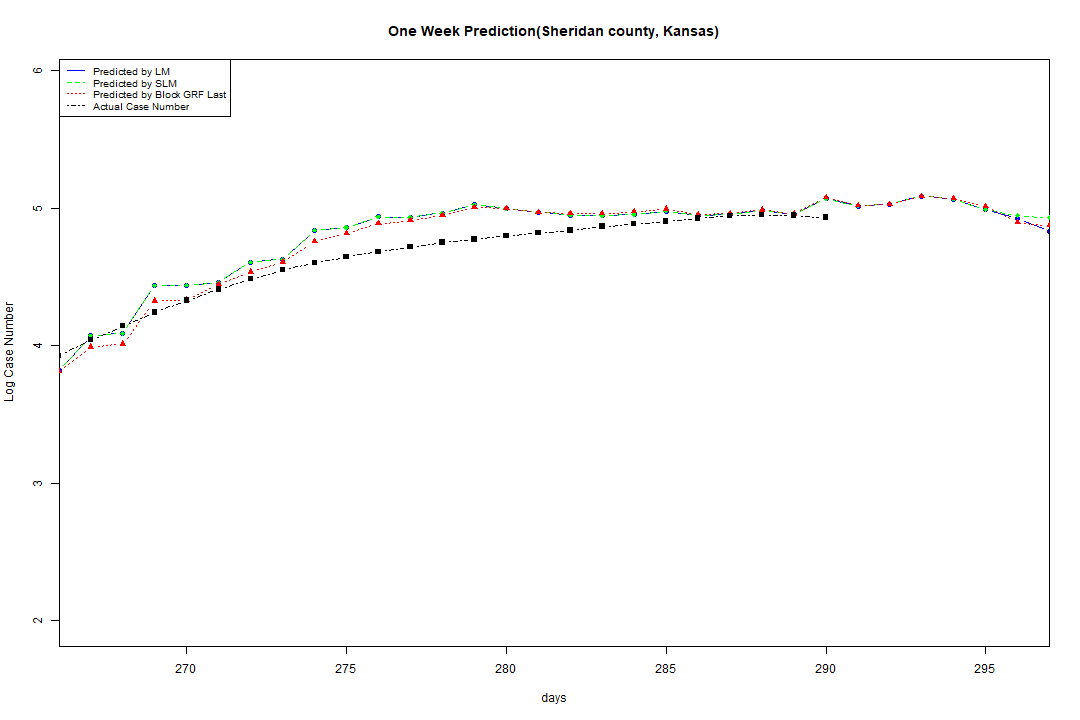 One Week Prediction(Sheridan county, Kansas)
Predicted by LM
Predicted by SLM
Predicted by Block GRF Last
Actual Case Number
6
5
4
3
2
Log Case Number
270 275 280 285 290 295
days